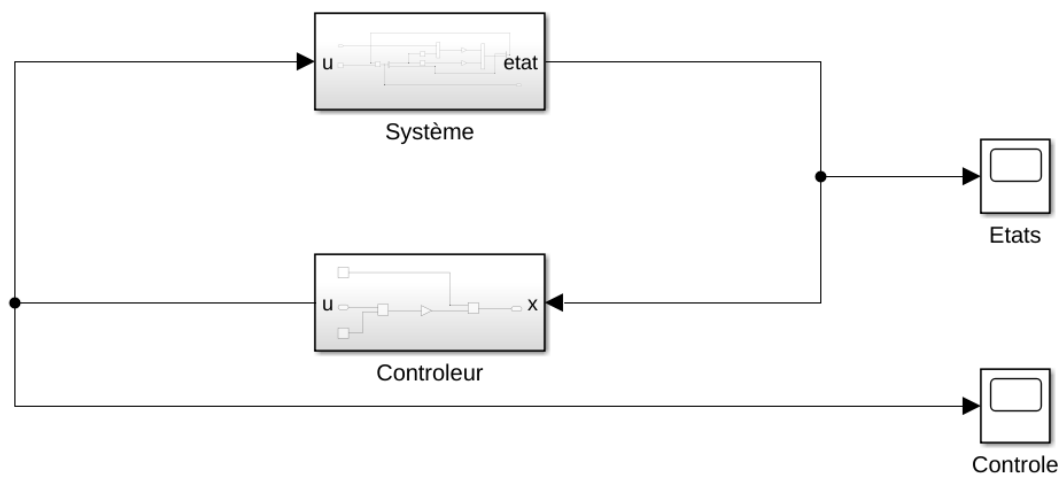 u
etat
Système
Etats
u
x
Controleur
Controle